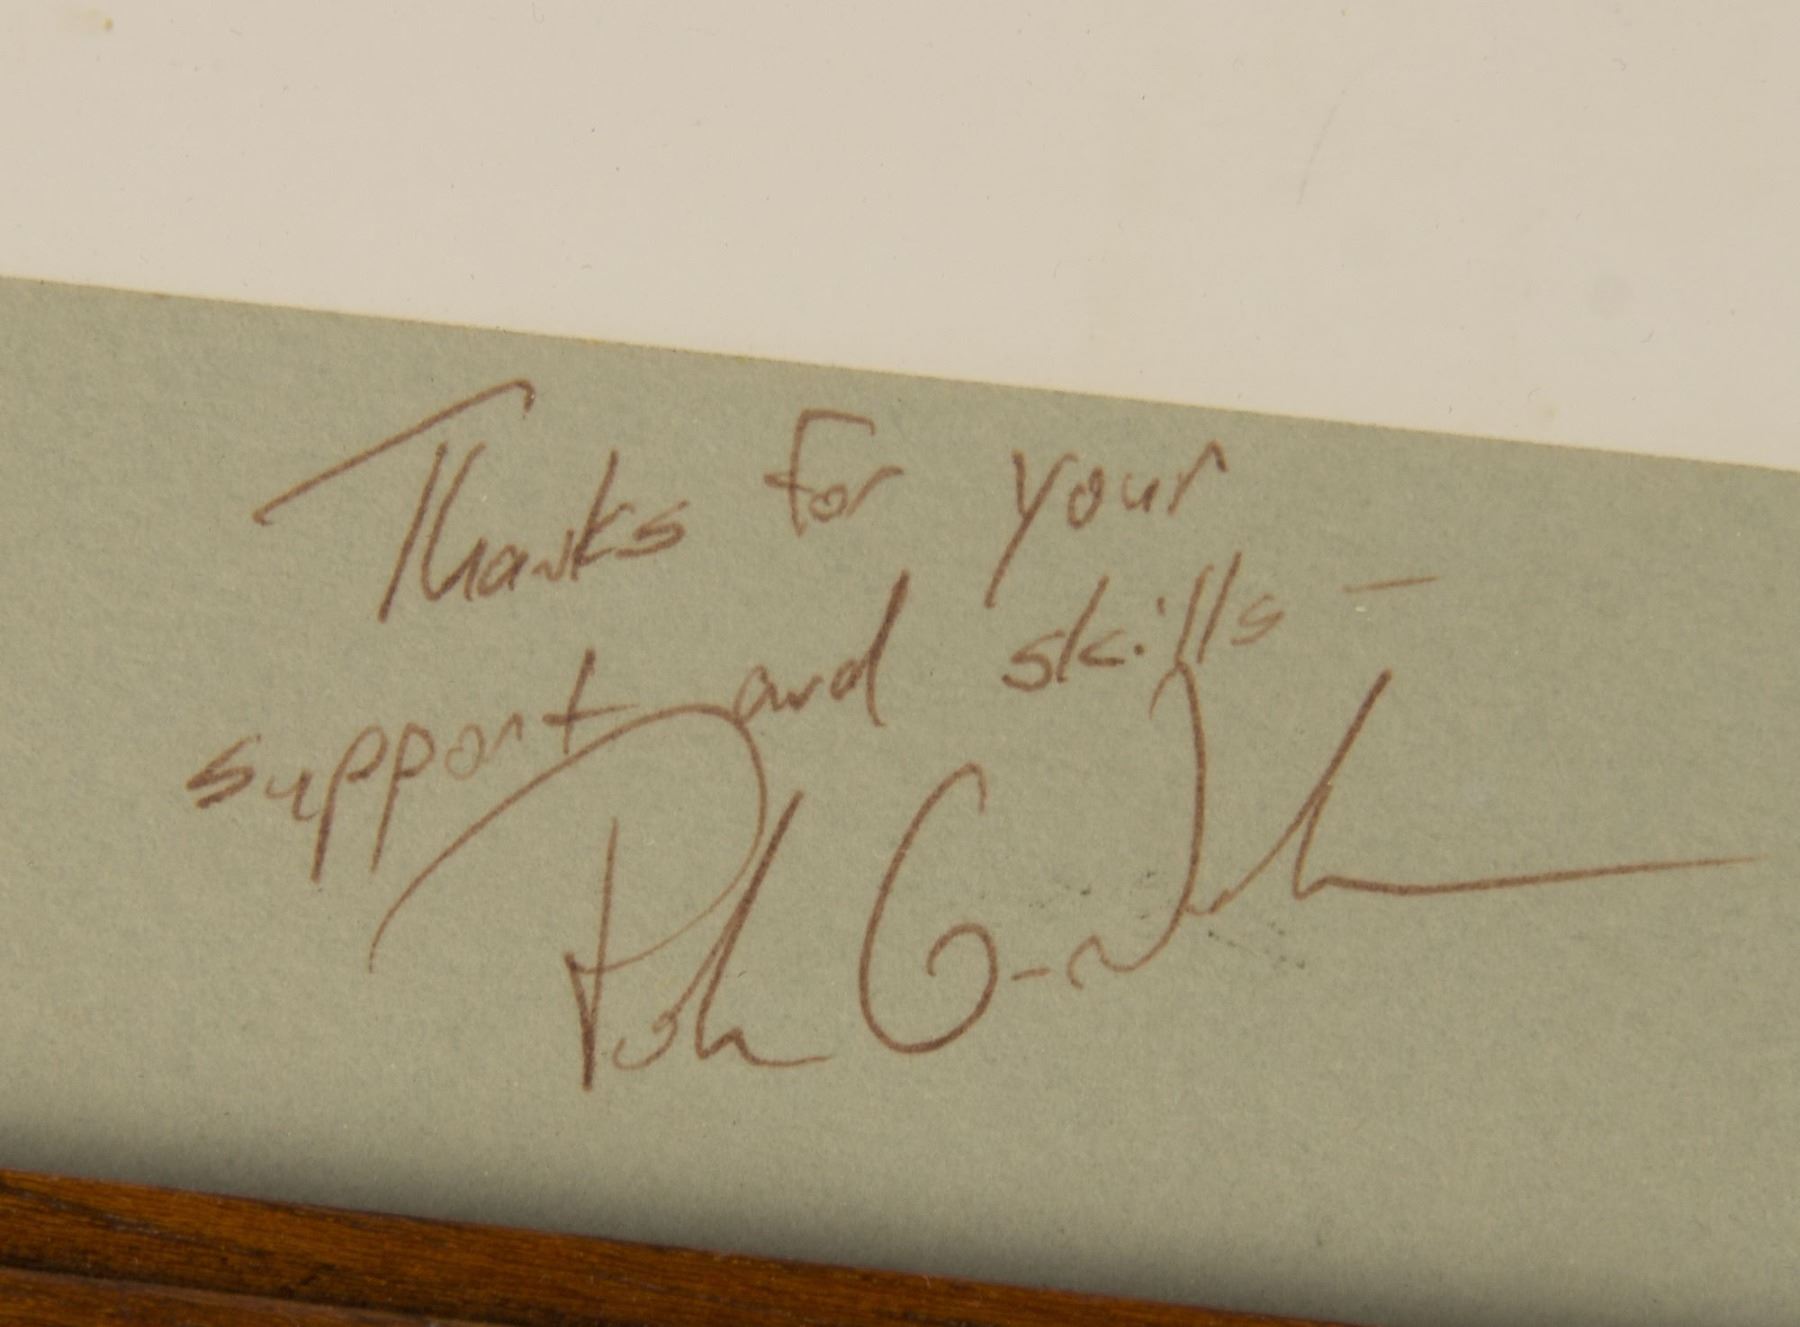 Thanks for your
support and skills —